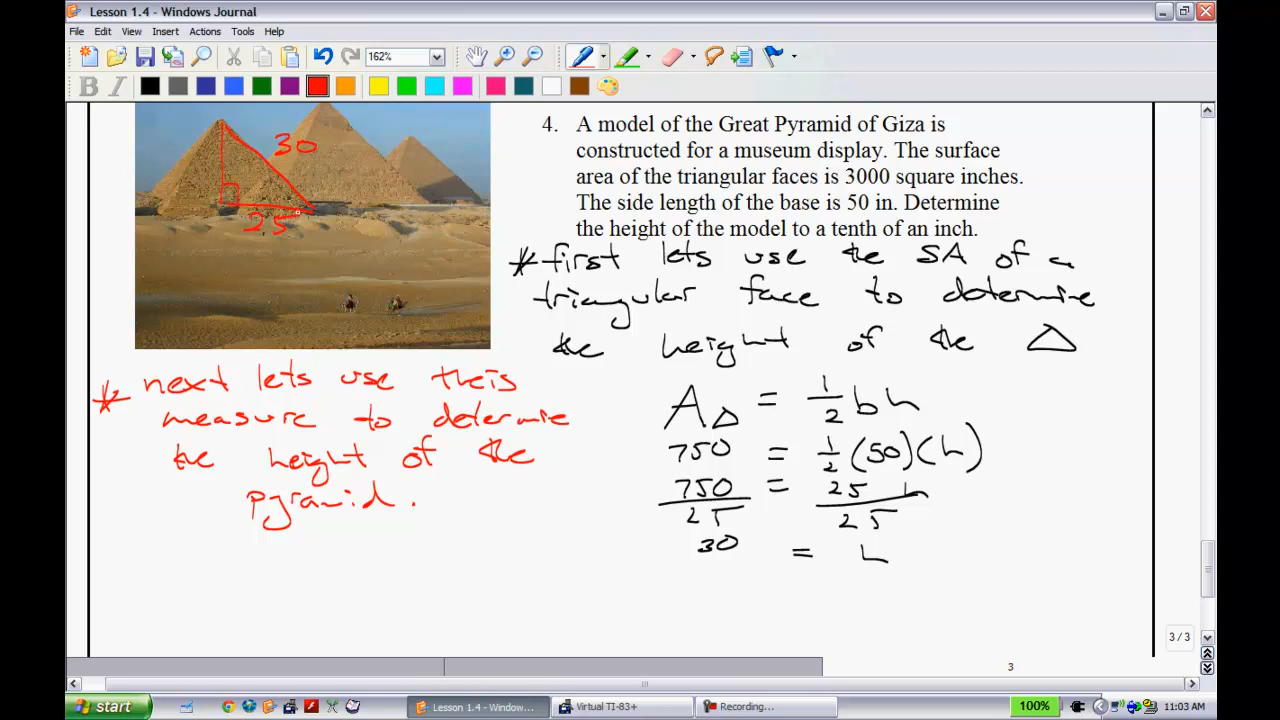 Lesson 1.4 - Windows Journal
File Edit View Insert Actions Tools Help
162%
B I
30
25
4. A model of the Great Pyramid of Giza is
constructed for a museum display. The surface
area of the triangular faces is 3000 square inches.
The side length of the base is 50 in. Determine
the height of the model to a tenth of an inch.
* first lets use the SA of a
triangular face to determine
the height of the △
A△ = 1/2 bh
750 = 1/2 (50)(h)
750/25 = 25 h/25
30 = h
* next lets use theis
measure to determine
the height of the
pyramid.
3 / 3
3
start
Lesson 1.4 - Window...
Virtual TI-83+
Recording...
100%
11:03 AM